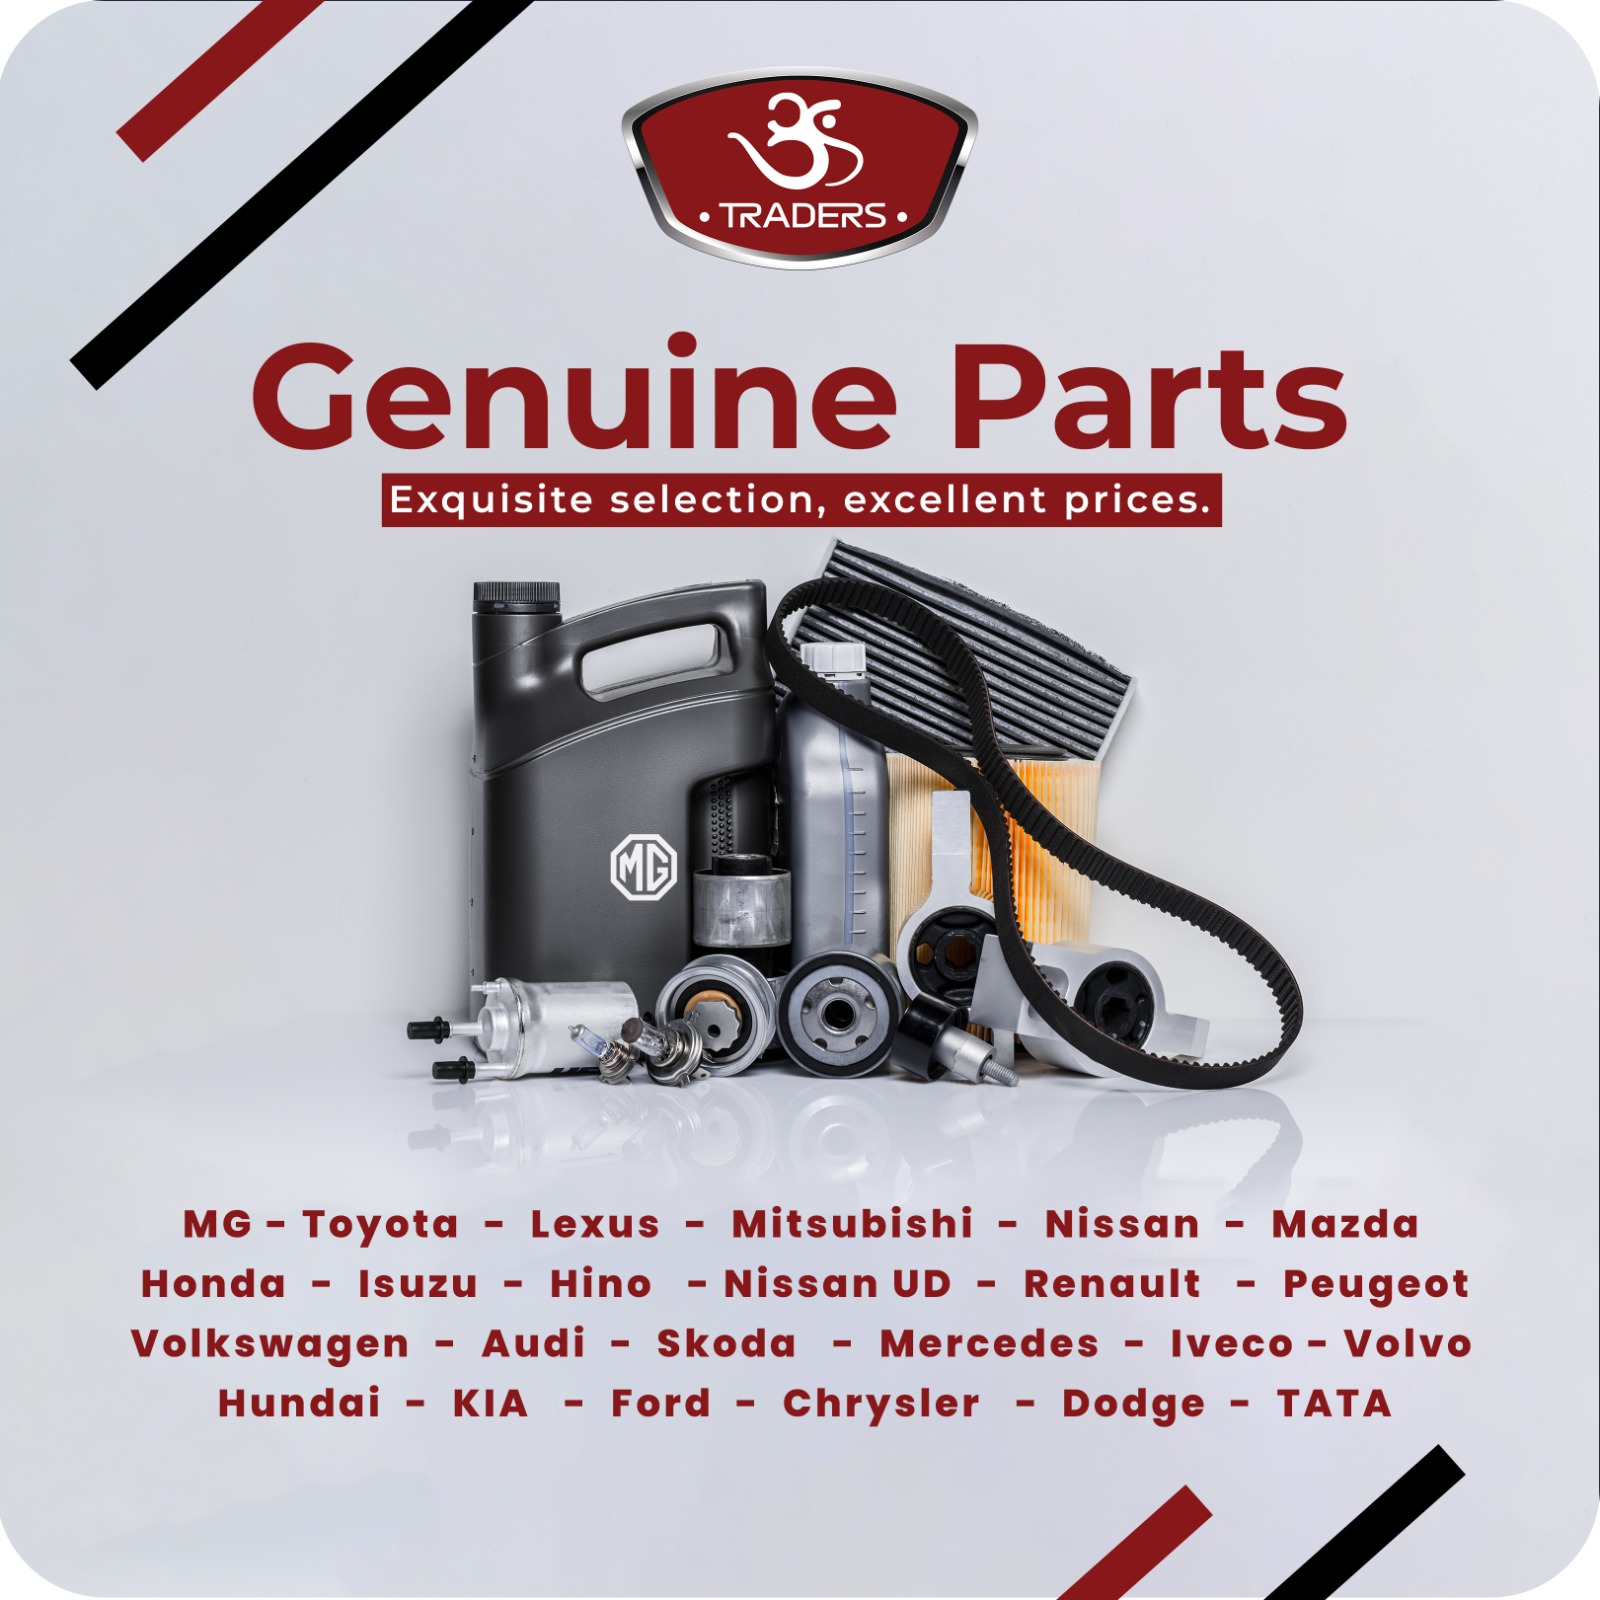 ॐ
• TRADERS •
Genuine Parts
Exquisite selection, excellent prices.
MG
MG - Toyota - Lexus - Mitsubishi - Nissan - Mazda
Honda - Isuzu - Hino - Nissan UD - Renault - Peugeot
Volkswagen - Audi - Skoda - Mercedes - Iveco - Volvo
Hundai - KIA - Ford - Chrysler - Dodge - TATA